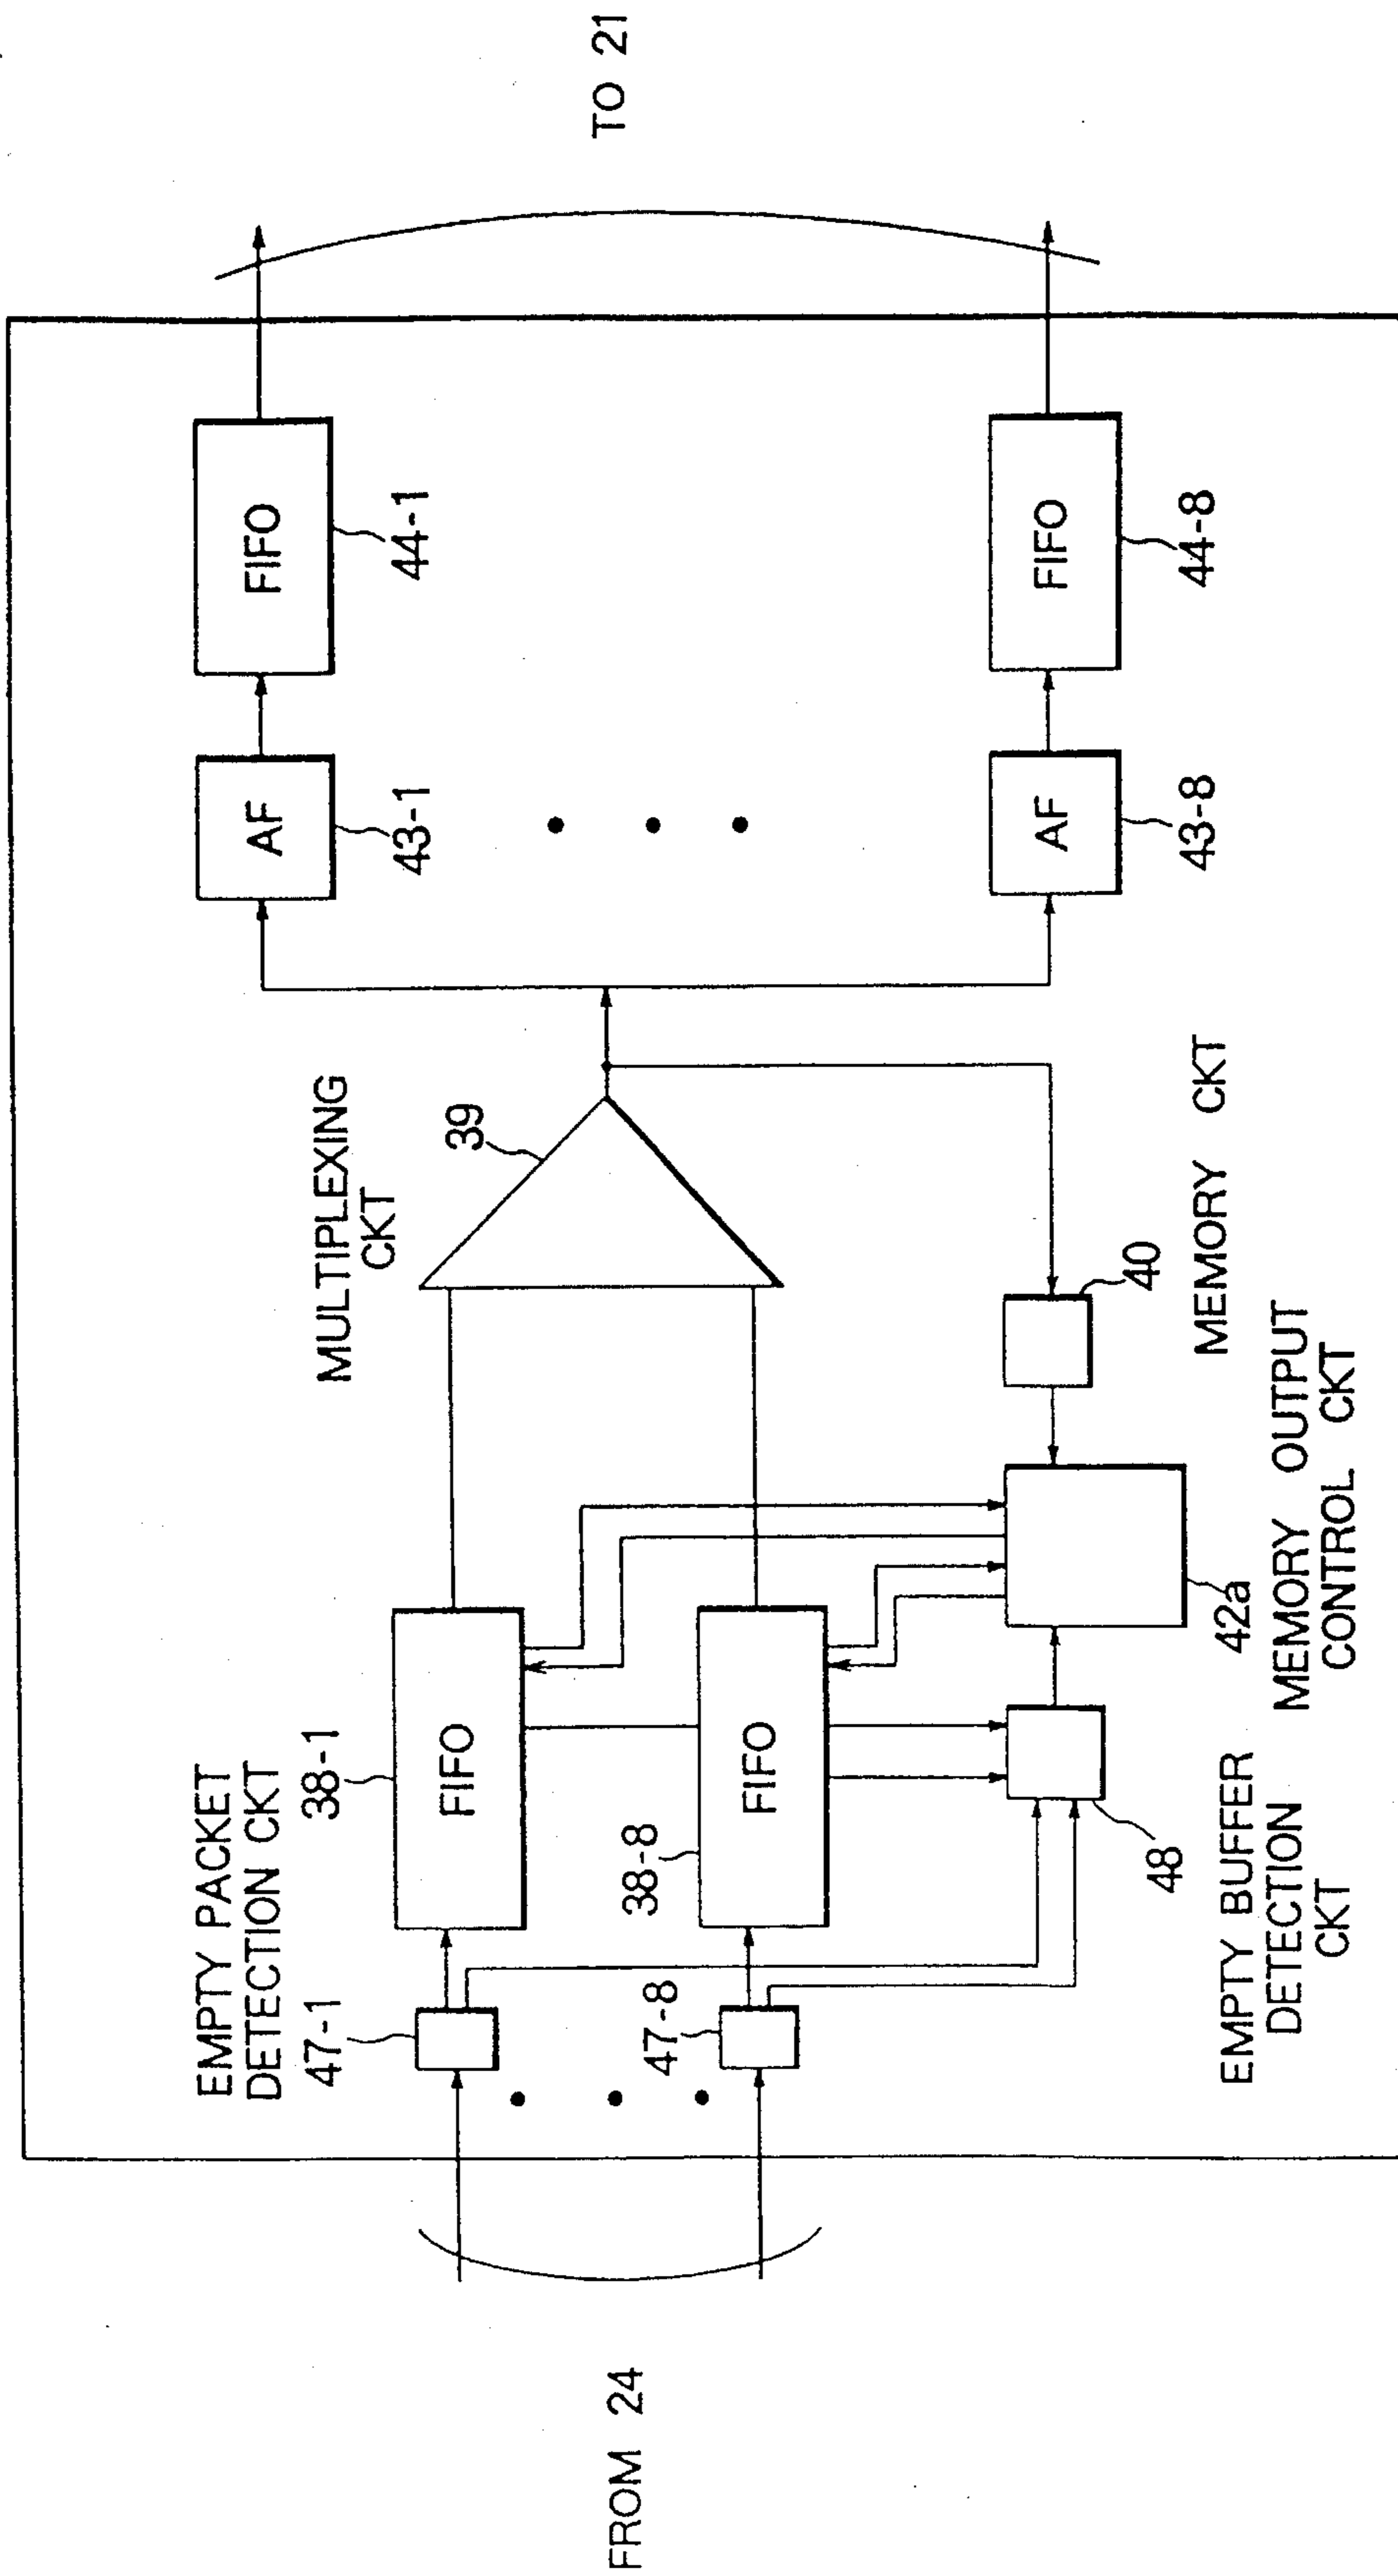 EMPTY PACKET
DETECTION CKT
47-1
38-1
FIFO
MULTIPLEXING
CKT
39
AF
43-1
FIFO
44-1
FROM 24
47-8
38-8
FIFO
TO 21
AF
43-8
FIFO
44-8
48
EMPTY BUFFER
DETECTION
CKT
42a
MEMORY OUTPUT
CONTROL CKT
40
MEMORY CKT